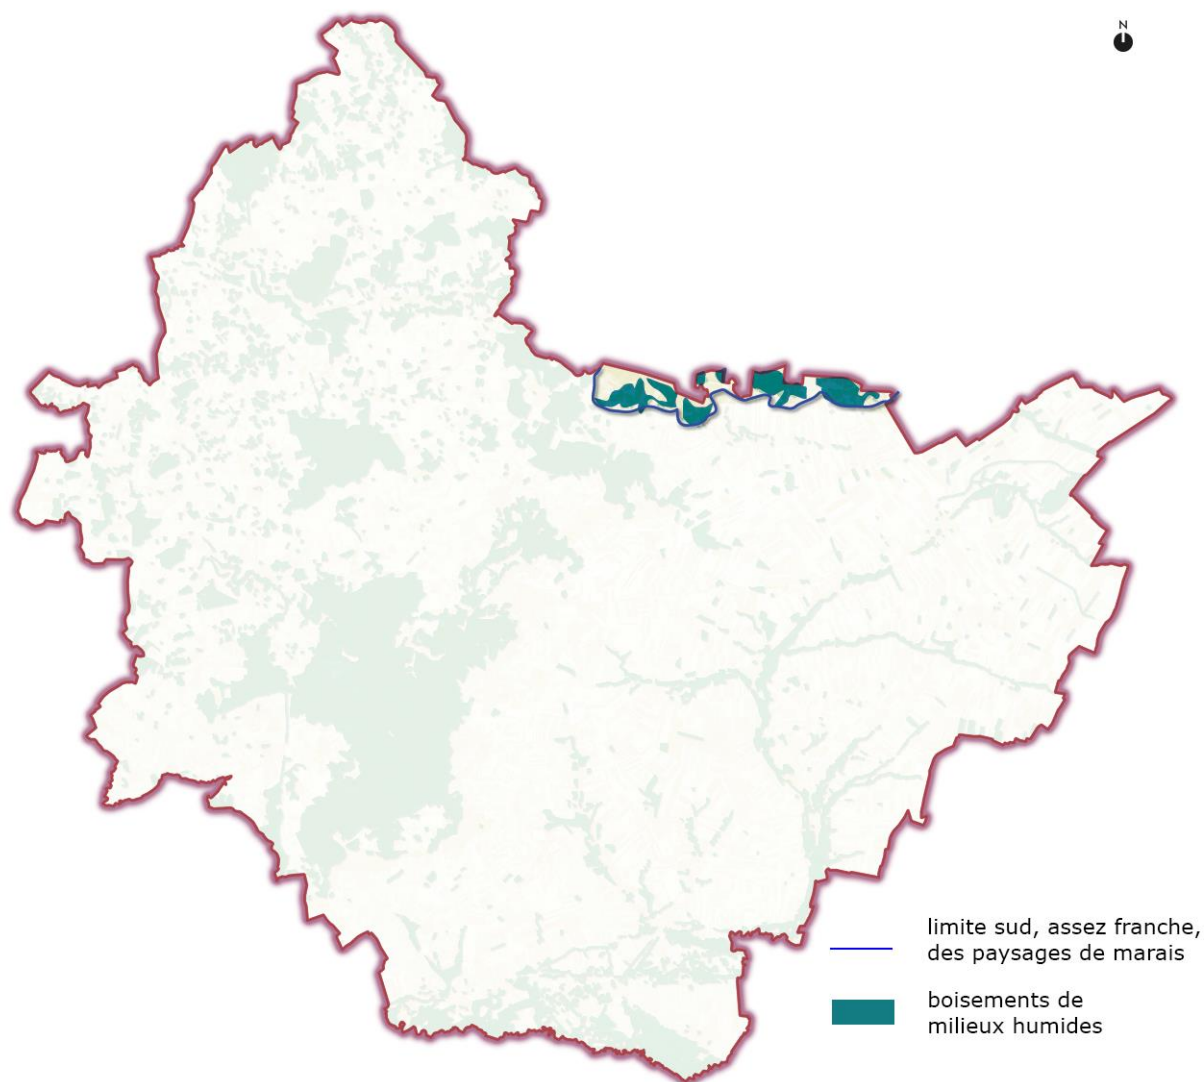 N
limite sud, assez franche,
des paysages de marais
boisements de
milieux humides